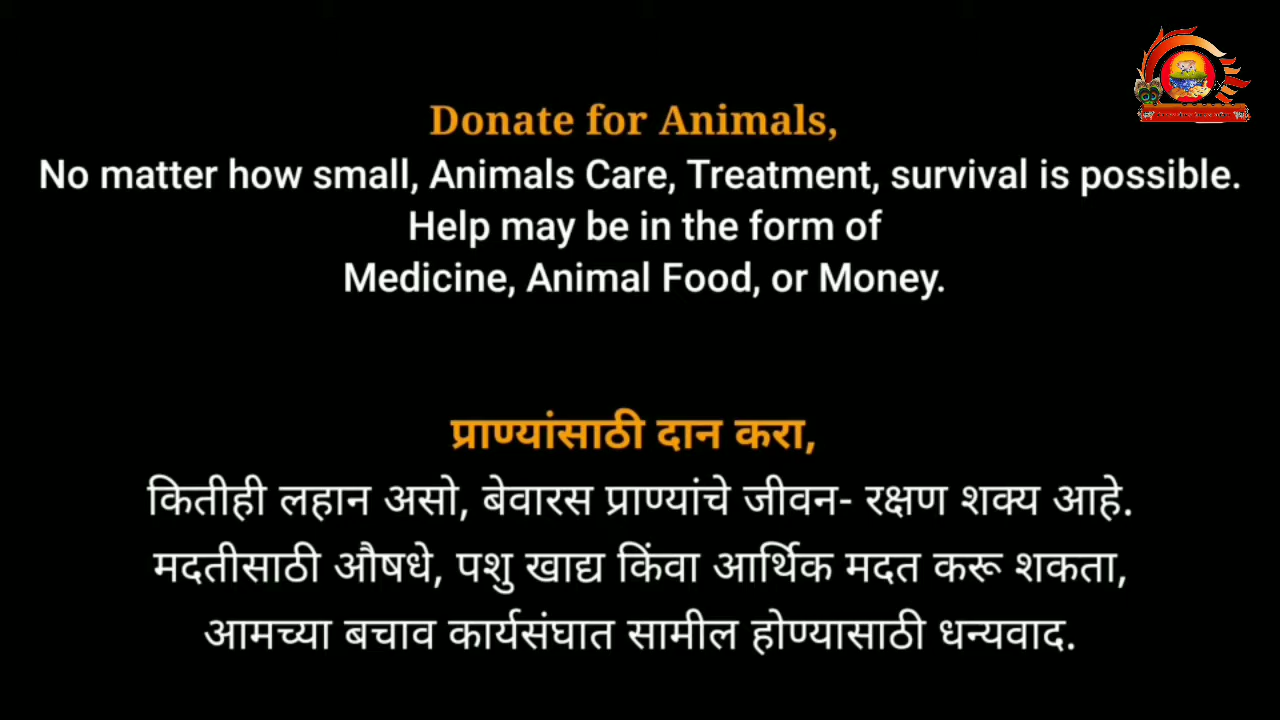 Donate for Animals,
No matter how small, Animals Care, Treatment, survival is possible.
Help may be in the form of
Medicine, Animal Food, or Money.
प्राण्यांसाठी दान करा,
कितीही लहान असो, बेवारस प्राण्यांचे जीवन- रक्षण शक्य आहे.
मदतीसाठी औषधे, पशु खाद्य किंवा आर्थिक मदत करू शकता,
आमच्या बचाव कार्यसंघात सामील होण्यासाठी धन्यवाद.